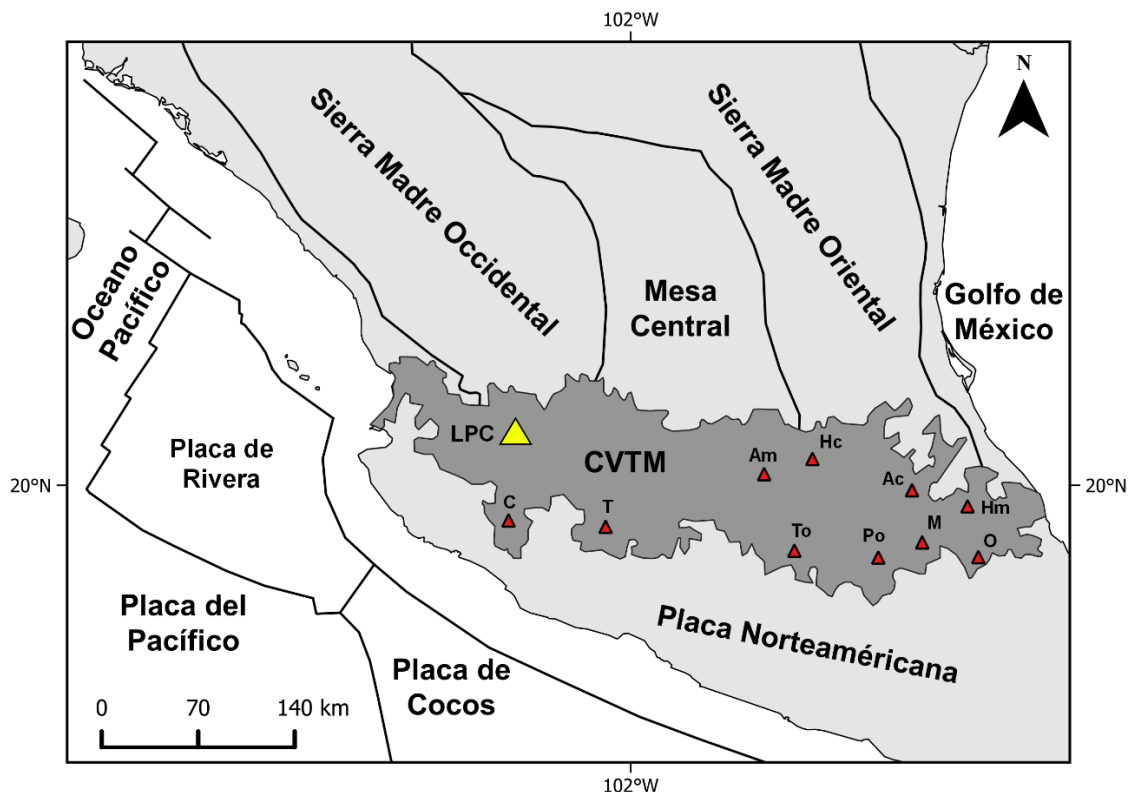 102°W
N
Sierra Madre Occidental
Sierra Madre Oriental
Oceano
Pacífico
Mesa
Central
Golfo de
México
LPC
CVTM
Am
Hc
Ac
Hm
20°N
20°N
Placa de
Rivera
C
T
To
Po
M
O
Placa del
Pacífico
Placa Norteaméricana
Placa de
Cocos
0 70 140 km
102°W